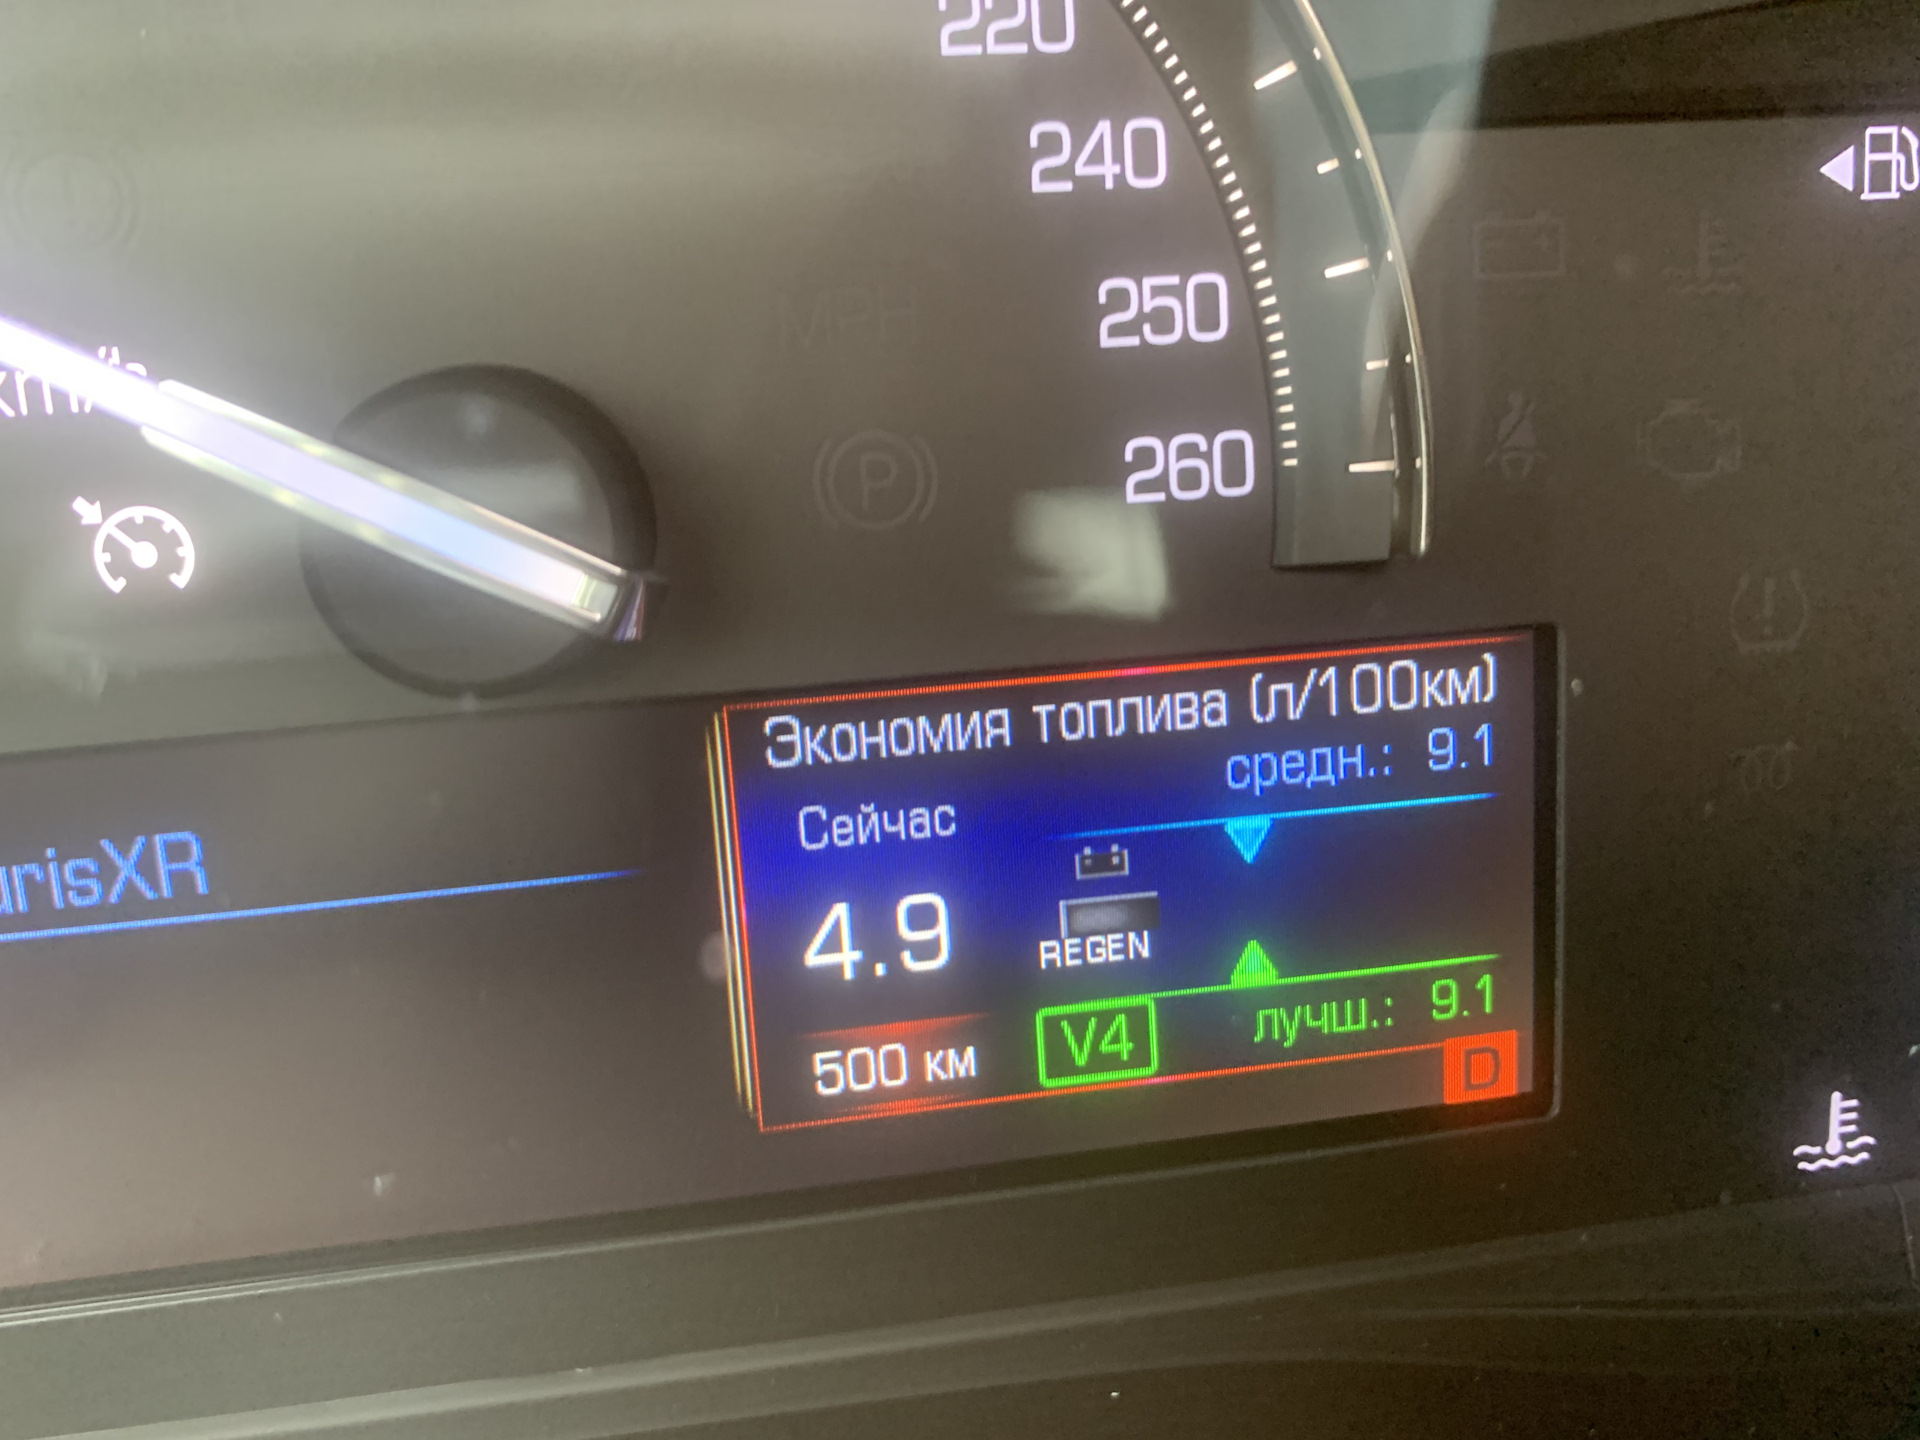 220
240
250
260
MPH
P
Экономия топлива (л/100км)
средн.: 9.1
Сейчас
4.9
REGEN
лучш.: 9.1
V4
500 км
D